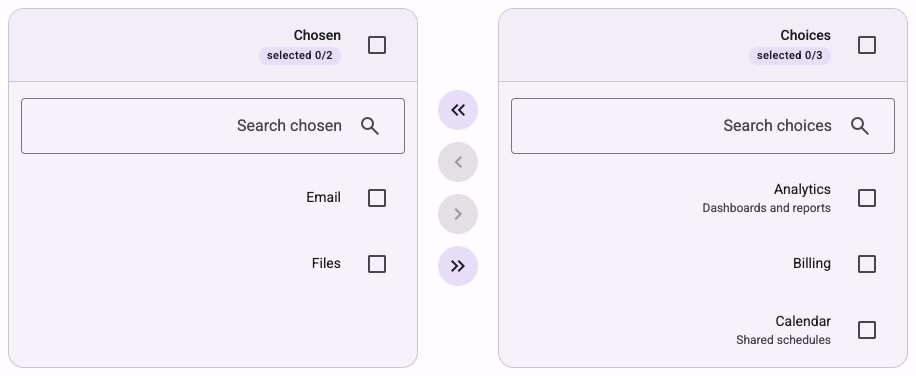 Chosen
selected 0/2
Search chosen
Email
Files
Choices
selected 0/3
Search choices
Analytics
Dashboards and reports
Billing
Calendar
Shared schedules